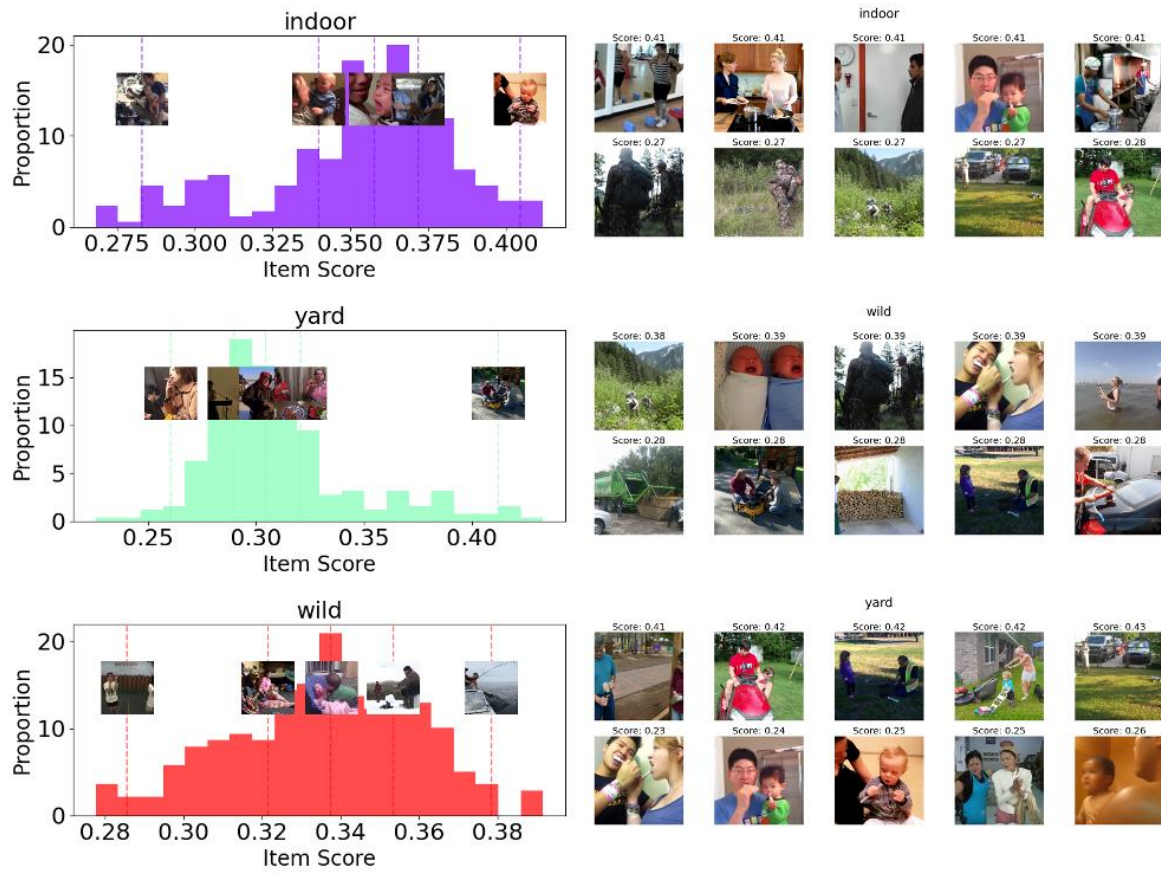 indoor
20
10
0
Proportion
0.275 0.300 0.325 0.350 0.375 0.400
Item Score
indoor
Score: 0.41 Score: 0.41 Score: 0.41 Score: 0.41 Score: 0.41
Score: 0.27 Score: 0.27 Score: 0.27 Score: 0.27 Score: 0.28
yard
15
10
5
0
Proportion
0.25 0.30 0.35 0.40
Item Score
wild
Score: 0.38 Score: 0.39 Score: 0.39 Score: 0.39 Score: 0.39
Score: 0.28 Score: 0.28 Score: 0.28 Score: 0.28 Score: 0.28
wild
20
10
0
Proportion
0.28 0.30 0.32 0.34 0.36 0.38
Item Score
yard
Score: 0.41 Score: 0.42 Score: 0.42 Score: 0.42 Score: 0.43
Score: 0.23 Score: 0.24 Score: 0.25 Score: 0.25 Score: 0.26